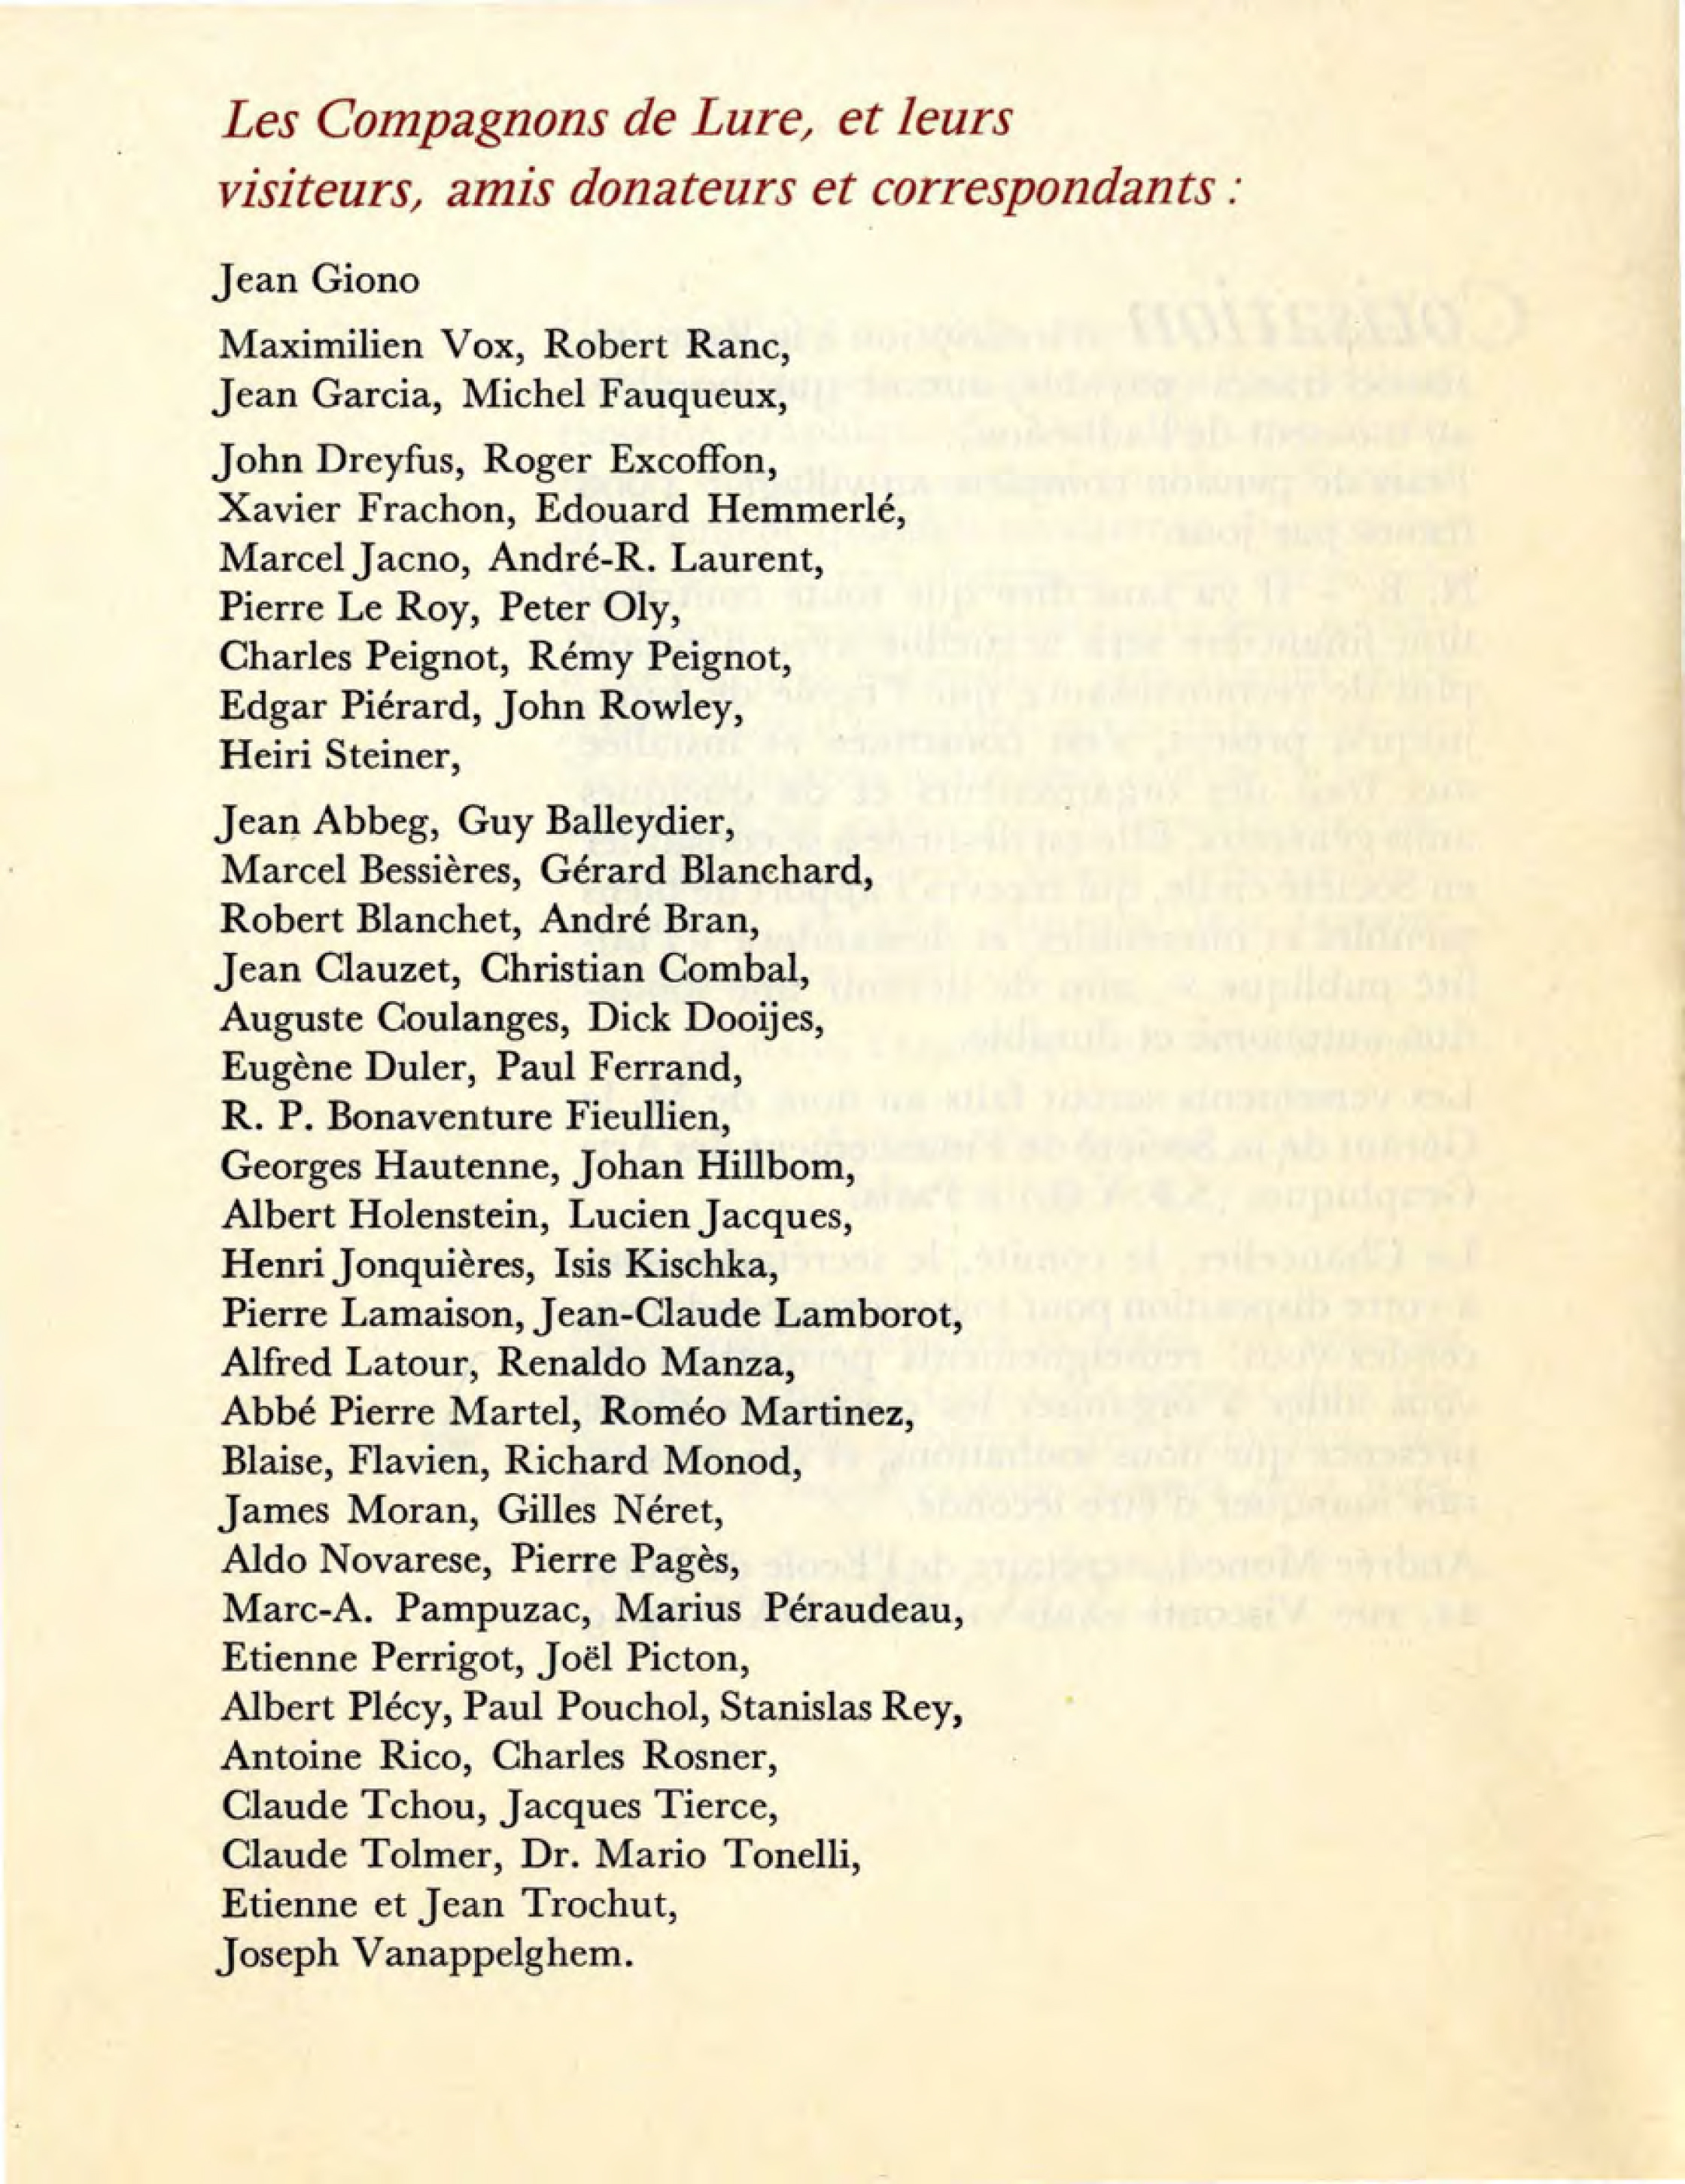 Les Compagnons de Lure, et leurs
visiteurs, amis donateurs et correspondants :
Jean Giono
Maximilien Vox, Robert Ranc,
Jean Garcia, Michel Fauqueux,
John Dreyfus, Roger Excoffon,
Xavier Frachon, Edouard Hemmerlé,
Marcel Jacno, André-R. Laurent,
Pierre Le Roy, Peter Oly,
Charles Peignot, Rémy Peignot,
Edgar Piérard, John Rowley,
Heiri Steiner,
Jean Abbeg, Guy Balleydier,
Marcel Bessières, Gérard Blanchard,
Robert Blanchet, André Bran,
Jean Clauzet, Christian Combal,
Auguste Coulanges, Dick Dooijes,
Eugène Duler, Paul Ferrand,
R. P. Bonaventure Fieullien,
Georges Hautenne, Johan Hillbom,
Albert Holenstein, Lucien Jacques,
Henri Jonquières, Isis Kischka,
Pierre Lamaison, Jean-Claude Lamborot,
Alfred Latour, Renaldo Manza,
Abbé Pierre Martel, Roméo Martinez,
Blaise, Flavien, Richard Monod,
James Moran, Gilles Néret,
Aldo Novarese, Pierre Pagès,
Marc-A. Pampuzac, Marius Péraudeau,
Etienne Perrigot, Joël Picton,
Albert Plécy, Paul Pouchol, Stanislas Rey,
Antoine Rico, Charles Rosner,
Claude Tchou, Jacques Tierce,
Claude Tolmer, Dr. Mario Tonelli,
Etienne et Jean Trochut,
Joseph Vanappelghem.